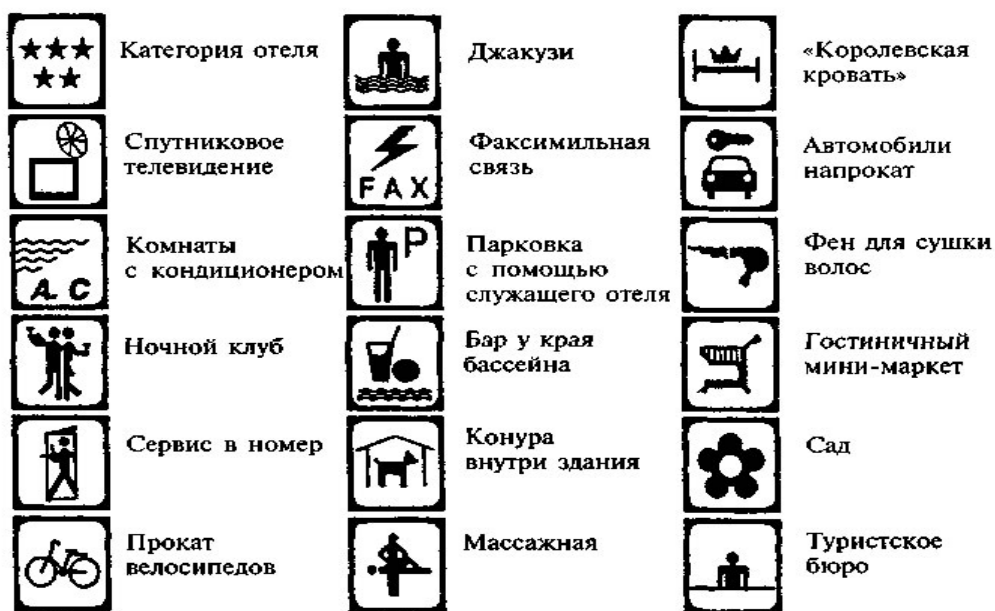 Категория отеля
Джакузи
«Королевская
кровать»
Спутниковое
телевидение
FAX
Факсимильная
связь
Автомобили
напрокат
A. C
Комнаты
с кондиционером
P
Парковка
с помощью
служащего отеля
Фен для сушки
волос
Ночной клуб
Бар у края
бассейна
Гостиничный
мини-маркет
Сервис в номер
Конура
внутри здания
Сад
Прокат
велосипедов
Массажная
Туристское
бюро